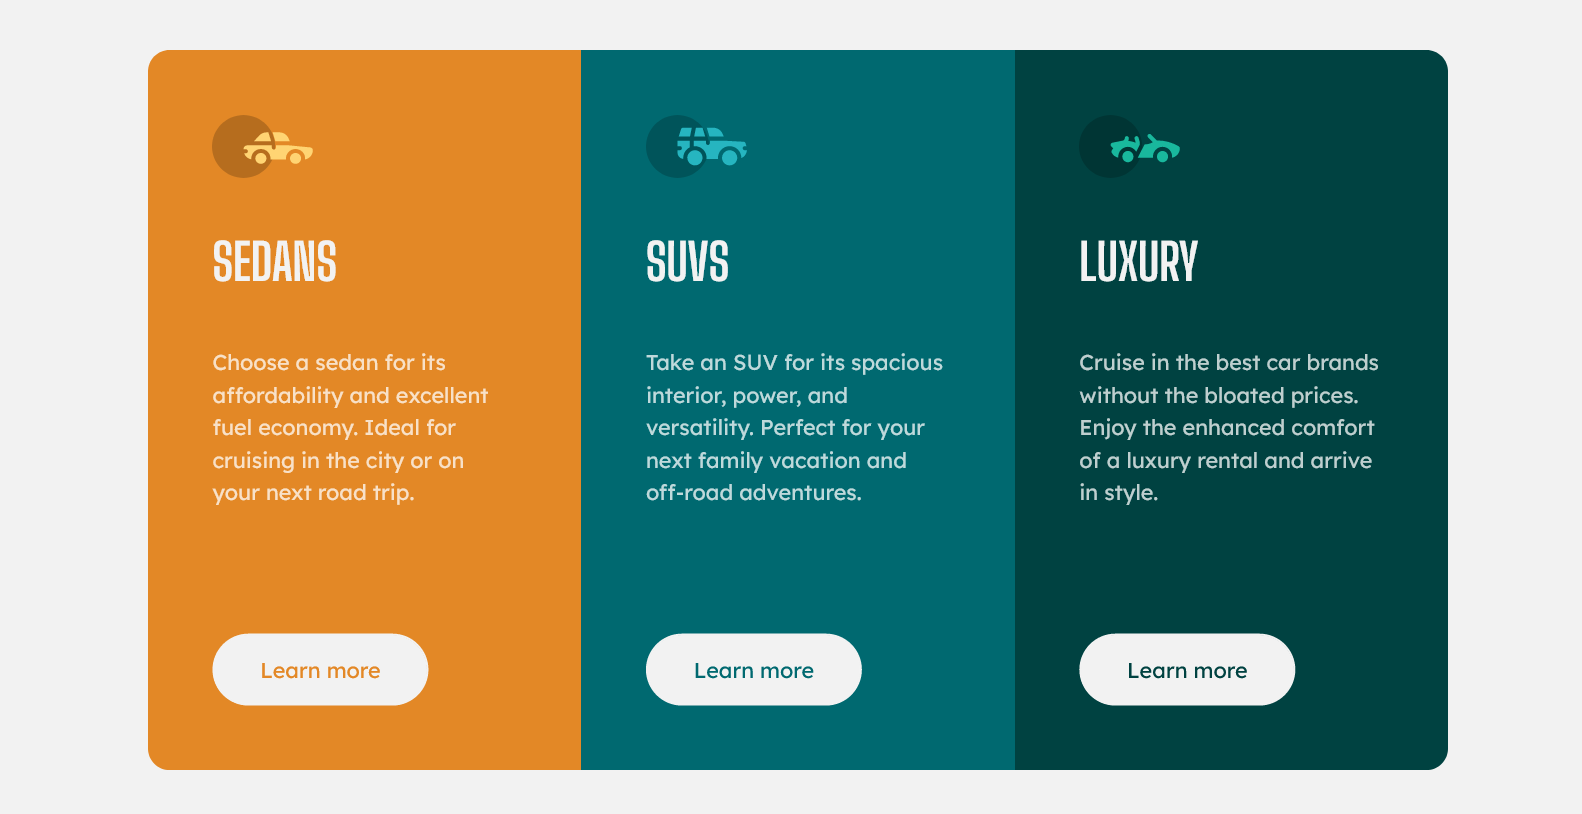 SEDANS
Choose a sedan for its
affordability and excellent
fuel economy. Ideal for
cruising in the city or on
your next road trip.
Learn more
SUVS
Take an SUV for its spacious
interior, power, and
versatility. Perfect for your
next family vacation and
off-road adventures.
Learn more
LUXURY
Cruise in the best car brands
without the bloated prices.
Enjoy the enhanced comfort
of a luxury rental and arrive
in style.
Learn more